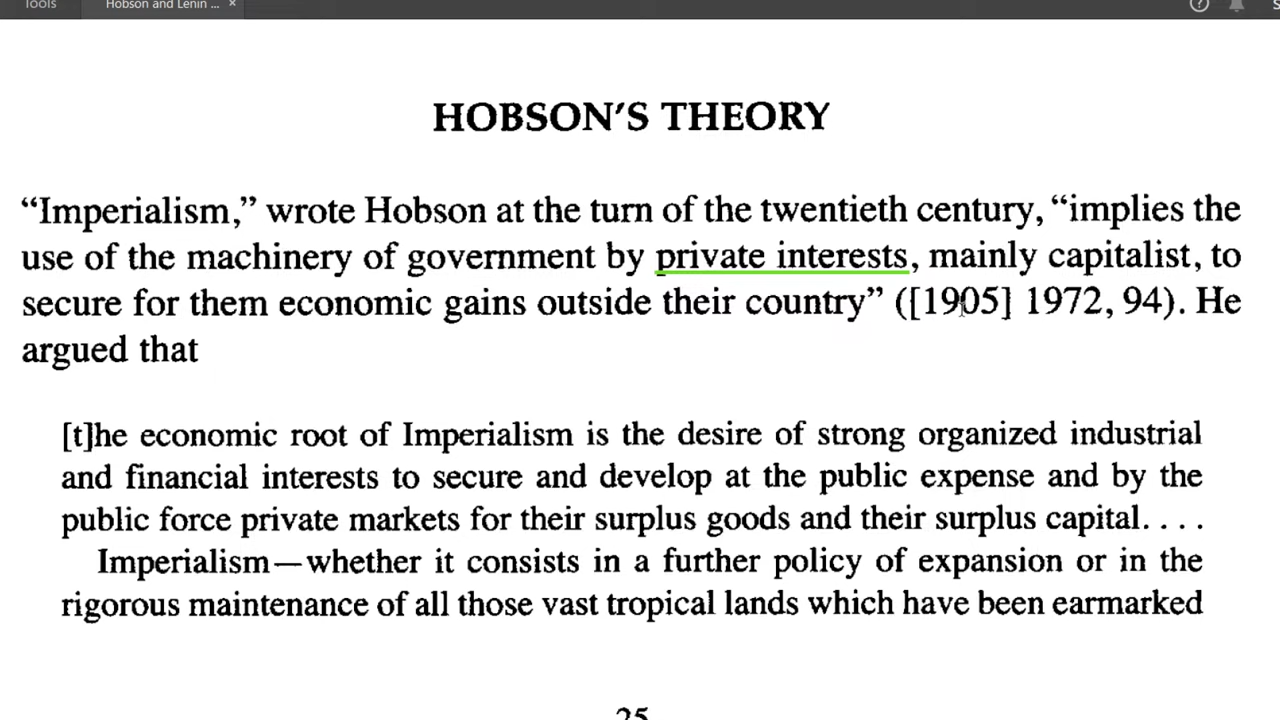 Tools
Hobson and Lenin ... ×
HOBSON'S THEORY
“Imperialism,” wrote Hobson at the turn of the twentieth century, “implies the
use of the machinery of government by private interests, mainly capitalist, to
secure for them economic gains outside their country” ([1905] 1972, 94). He
argued that
[t]he economic root of Imperialism is the desire of strong organized industrial
and financial interests to secure and develop at the public expense and by the
public force private markets for their surplus goods and their surplus capital. . . .
Imperialism—whether it consists in a further policy of expansion or in the
rigorous maintenance of all those vast tropical lands which have been earmarked
25